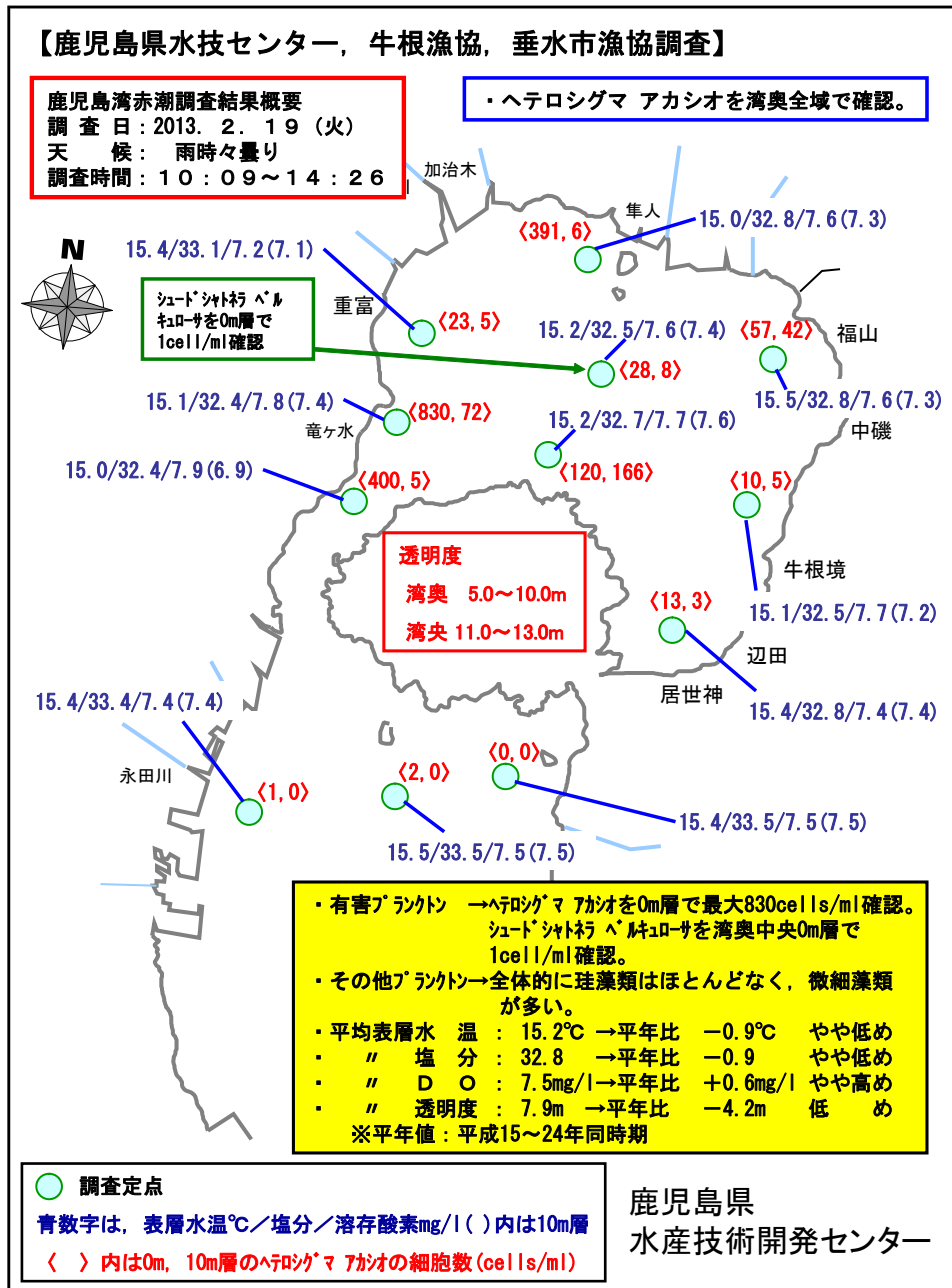 【鹿児島県水技センター，牛根漁協，垂水市漁協調査】
鹿児島湾赤潮調査結果概要
調 査 日：2013．2．19（火）
天　　候：　雨時々曇り
調査時間：１０：０９～１４：２６
・ヘテロシグマ アカシオを湾奥全域で確認。
加治木
隼人
〈391,6〉
15.0/32.8/7.6(7.3)
15.4/33.1/7.2(7.1)
N
重富
ｼｭｰﾄﾞｼｬﾄﾈﾗ ﾍﾞﾙ
ｷｭﾛｰｻを0m層で
1cell/ml確認
〈23,5〉
15.2/32.5/7.6(7.4)
〈28,8〉
〈57,42〉
福山
15.5/32.8/7.6(7.3)
中磯
15.1/32.4/7.8(7.4)
〈830,72〉
竜ヶ水
15.2/32.7/7.7(7.6)
〈120,166〉
15.0/32.4/7.9(6.9)
〈400,5〉
〈10,5〉
牛根境
15.1/32.5/7.7(7.2)
透明度
湾奥　5.0～10.0m
湾央 11.0～13.0m
〈13,3〉
辺田
居世神
15.4/32.8/7.4(7.4)
15.4/33.4/7.4(7.4)
永田川
〈1,0〉
〈2,0〉
〈0,0〉
15.4/33.5/7.5(7.5)
15.5/33.5/7.5(7.5)
・有害ﾌﾟﾗﾝｸﾄﾝ　→ﾍﾃﾛｼｸﾞﾏ ｱｶｼｵを0m層で最大830cells/ml確認。
ｼｭｰﾄﾞｼｬﾄﾈﾗ ﾍﾞﾙｷｭﾛｰｻを湾奥中央0m層で
1cell/ml確認。
・その他ﾌﾟﾗﾝｸﾄﾝ→全体的に珪藻類はほとんどなく，微細藻類
が多い。
・平均表層水　温 ： 15.2℃ →平年比　－0.9℃　やや低め
・　〃　塩　分 ： 32.8　→平年比　－0.9　やや低め
・　〃　Ｄ　Ｏ ： 7.5mg/l→平年比　＋0.6mg/l やや高め
・　〃　透明度 ： 7.9m　→平年比　－4.2m　低　　め
※平年値：平成15～24年同時期
調査定点
青数字は，表層水温℃／塩分／溶存酸素mg/l( )内は10m層
〈　〉内は0m，10m層のﾍﾃﾛｼｸﾞﾏ ｱｶｼｵの細胞数(cells/ml)
鹿児島県
水産技術開発センター